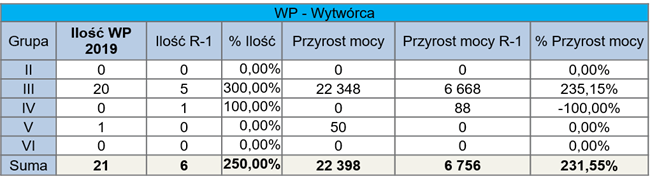 WP - Wytwórca
Grupa Ilość WP 2019 Ilość R-1 % Ilość Przyrost mocy Przyrost mocy R-1 % Przyrost mocy
II 0 0 0,00% 0 0 0,00%
III 20 5 300,00% 22 348 6 668 235,15%
IV 0 1 100,00% 88 -100,00%
V 1 0 0,00% 50 0,00%
VI 0 0 0,00% 0 0 0,00%
Suma 21 6 250,00% 22 398 6 756 231,55%